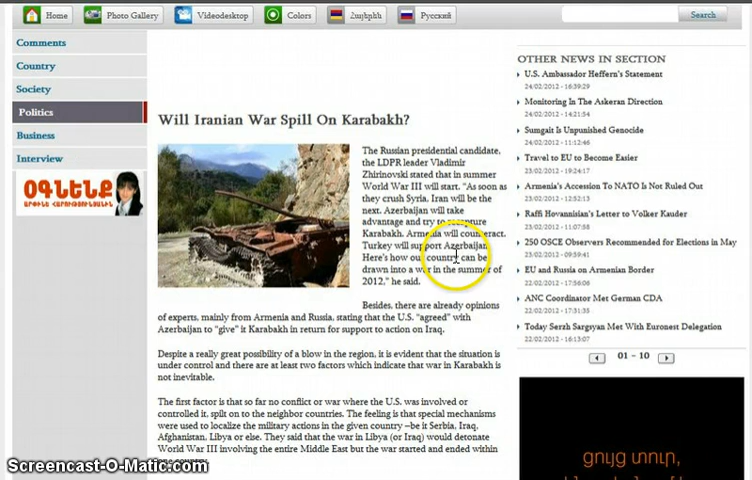 Home Photo Gallery Videodesktop Colors Հայերեն Русский Search
Comments
Country
Society
Politics
Business
Interview
ՕԳՆԵՆՔ
Will Iranian War Spill On Karabakh?
The Russian presidential candidate,
the LDPR leader Vladimir
Zhirinovski stated that in summer
World War III will start. "As soon as
they crush Syria, Iran will be the
next. Azerbaijan will take
advantage and try to recapture
Karabakh. Armenia will counteract.
Turkey will support Azerbaijan.
Here's how our country can be
drawn into a war in the summer of
2012," he said.
Besides, there are already opinions
of experts, mainly from Armenia and Russia, stating that the U.S. "agreed" with
Azerbaijan to "give" it Karabakh in return for support to action on Iraq.
Despite a really great possibility of a blow in the region, it is evident that the situation is
under control and there are at least two factors which indicate that war in Karabakh is
not inevitable.
The first factor is that so far no conflict or war where the U.S. was involved or
controlled it, spilt on to the neighbor countries. The feeling is that special mechanisms
were used to localize the military actions in the given country –be it Serbia, Iraq,
Afghanistan, Libya or else. They said that the war in Libya (or Iraq) would detonate
World War III involving the entire Middle East but the war started and ended within
OTHER NEWS IN SECTION
U.S. Ambassador Heffern's Statement
24/02/2012 - 16:39:29
Monitoring In The Askeran Direction
24/02/2012 - 14:21:54
Sumgait Is Unpunished Genocide
24/02/2012 - 11:12:46
Travel to EU to Become Easier
23/02/2012 - 19:24:17
Armenia's Accession To NATO Is Not Ruled Out
23/02/2012 - 12:52:13
Raffi Hovannisian's Letter to Volker Kauder
23/02/2012 - 11:07:58
250 OSCE Observers Recommended for Elections in May
23/02/2012 - 09:59:41
EU and Russia on Armenian Border
22/02/2012 - 17:56:06
ANC Coordinator Met German CDA
22/02/2012 - 17:31:35
Today Serzh Sargsyan Met With Euronest Delegation
22/02/2012 - 16:13:07
01 - 10
ցույց տուր,
Screencast-O-Matic.com